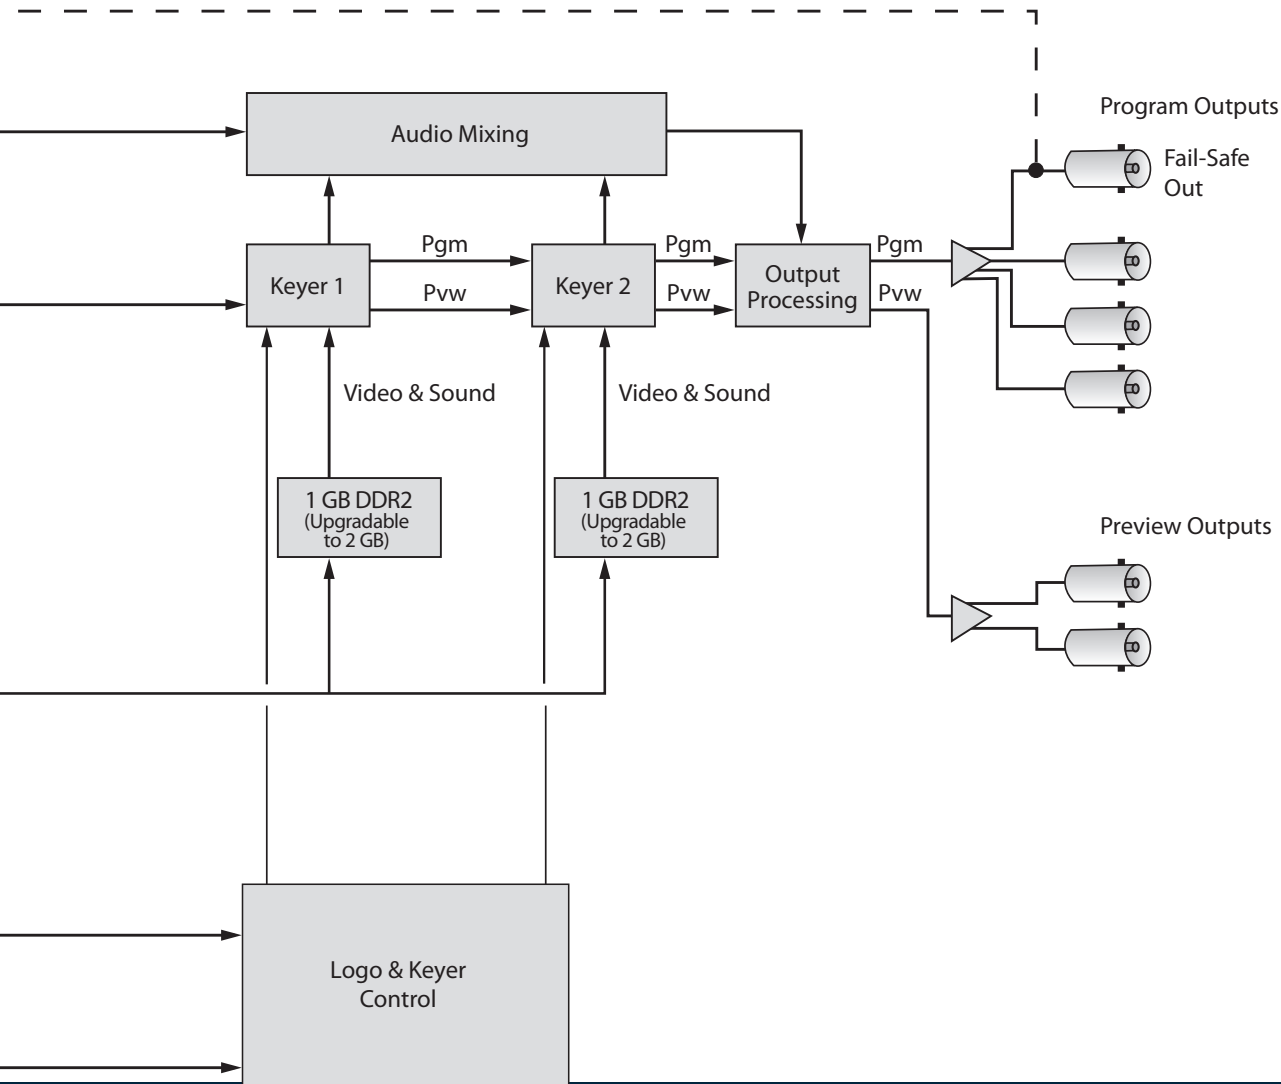 Program Outputs
Audio Mixing
Fail-Safe
Out
Pgm
Pgm
Pgm
Keyer 1
Keyer 2
Output
Processing
Pvw
Pvw
Pvw
Video & Sound
Video & Sound
1 GB DDR2
(Upgradable
to 2 GB)
1 GB DDR2
(Upgradable
to 2 GB)
Preview Outputs
Logo & Keyer
Control